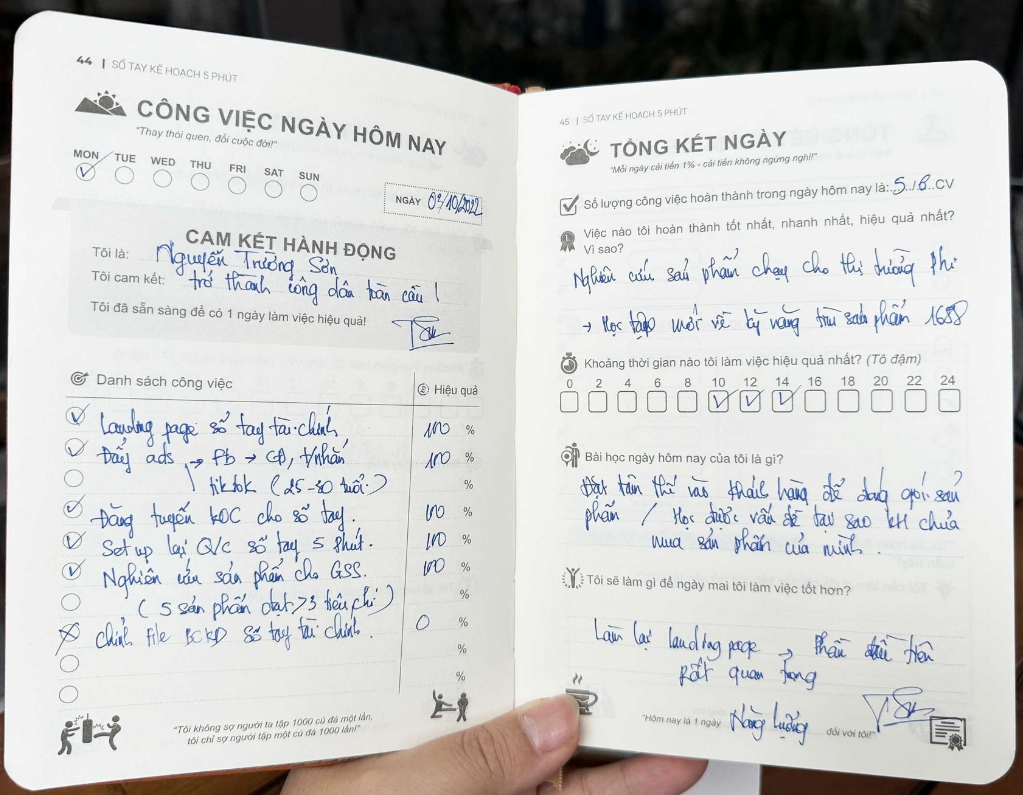 44 | SỔ TAY KẾ HOẠCH 5 PHÚT
CÔNG VIỆC NGÀY HÔM NAY
"Thay thói quen, đổi cuộc đời!"
MON TUE WED THU FRI SAT SUN
NGÀY 03/10/2022
CAM KẾT HÀNH ĐỘNG
Tôi là: Nguyễn Trường Sơn
Tôi cam kết: trở thành công dân toàn cầu!
Tôi đã sẵn sàng để có 1 ngày làm việc hiệu quả!
Danh sách công việc Hiệu quả
Landing page sổ tay tài chính 100 %
Đẩy ads → Fb → CĐ, t/nhắn 100 %
tiktok (25-30 tuổi) %
Đăng tuyển KOC cho sổ tay. 100 %
Set up lại Q/c sổ tay 5 phút. 100 %
Nghiên cứu sản phẩm cho GSS. 100 %
(5 sản phẩm đạt >3 tiêu chí) %
Chỉnh File sổ tay tài chính. 0 %
%
%
"Tôi không sợ người ta tập 1000 cú đá một lần,
tôi chỉ sợ người tập một cú đá 1000 lần!"
45 | SỔ TAY KẾ HOẠCH 5 PHÚT
TỔNG KẾT NGÀY
"Mỗi ngày cải tiến 1% - cải tiến không ngừng nghỉ!"
Số lượng công việc hoàn thành trong ngày hôm nay là: 5./6..CV
Việc nào tôi hoàn thành tốt nhất, nhanh nhất, hiệu quả nhất?
Vì sao?
Nghiên cứu sản phẩm chạy cho thị trường Phi
→ Học tập mới về kỹ năng tìm sản phẩm 1688
Khoảng thời gian nào tôi làm việc hiệu quả nhất? (Tô đậm)
0 2 4 6 8 10 12 14 16 18 20 22 24
Bài học ngày hôm nay của tôi là gì?
Đặt tâm thế vào khách hàng để đóng gói sản
phẩm / Học được vấn đề tại sao KH chưa
mua sản phẩm của mình.
Tôi sẽ làm gì để ngày mai tôi làm việc tốt hơn?
Làm lại landing page → Phần đầu tiên
Rất quan trọng
"Hôm nay là 1 ngày Năng lượng đối với tôi!"